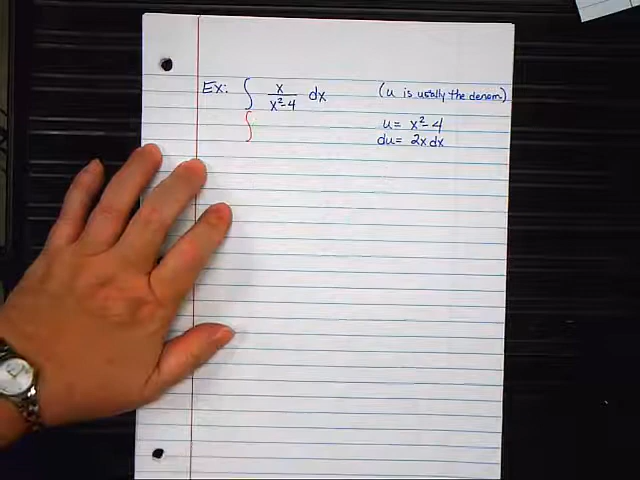 Ex: ∫ x/(x²-4) dx (u is usually the denom.)
∫ u = x²-4
du = 2x dx